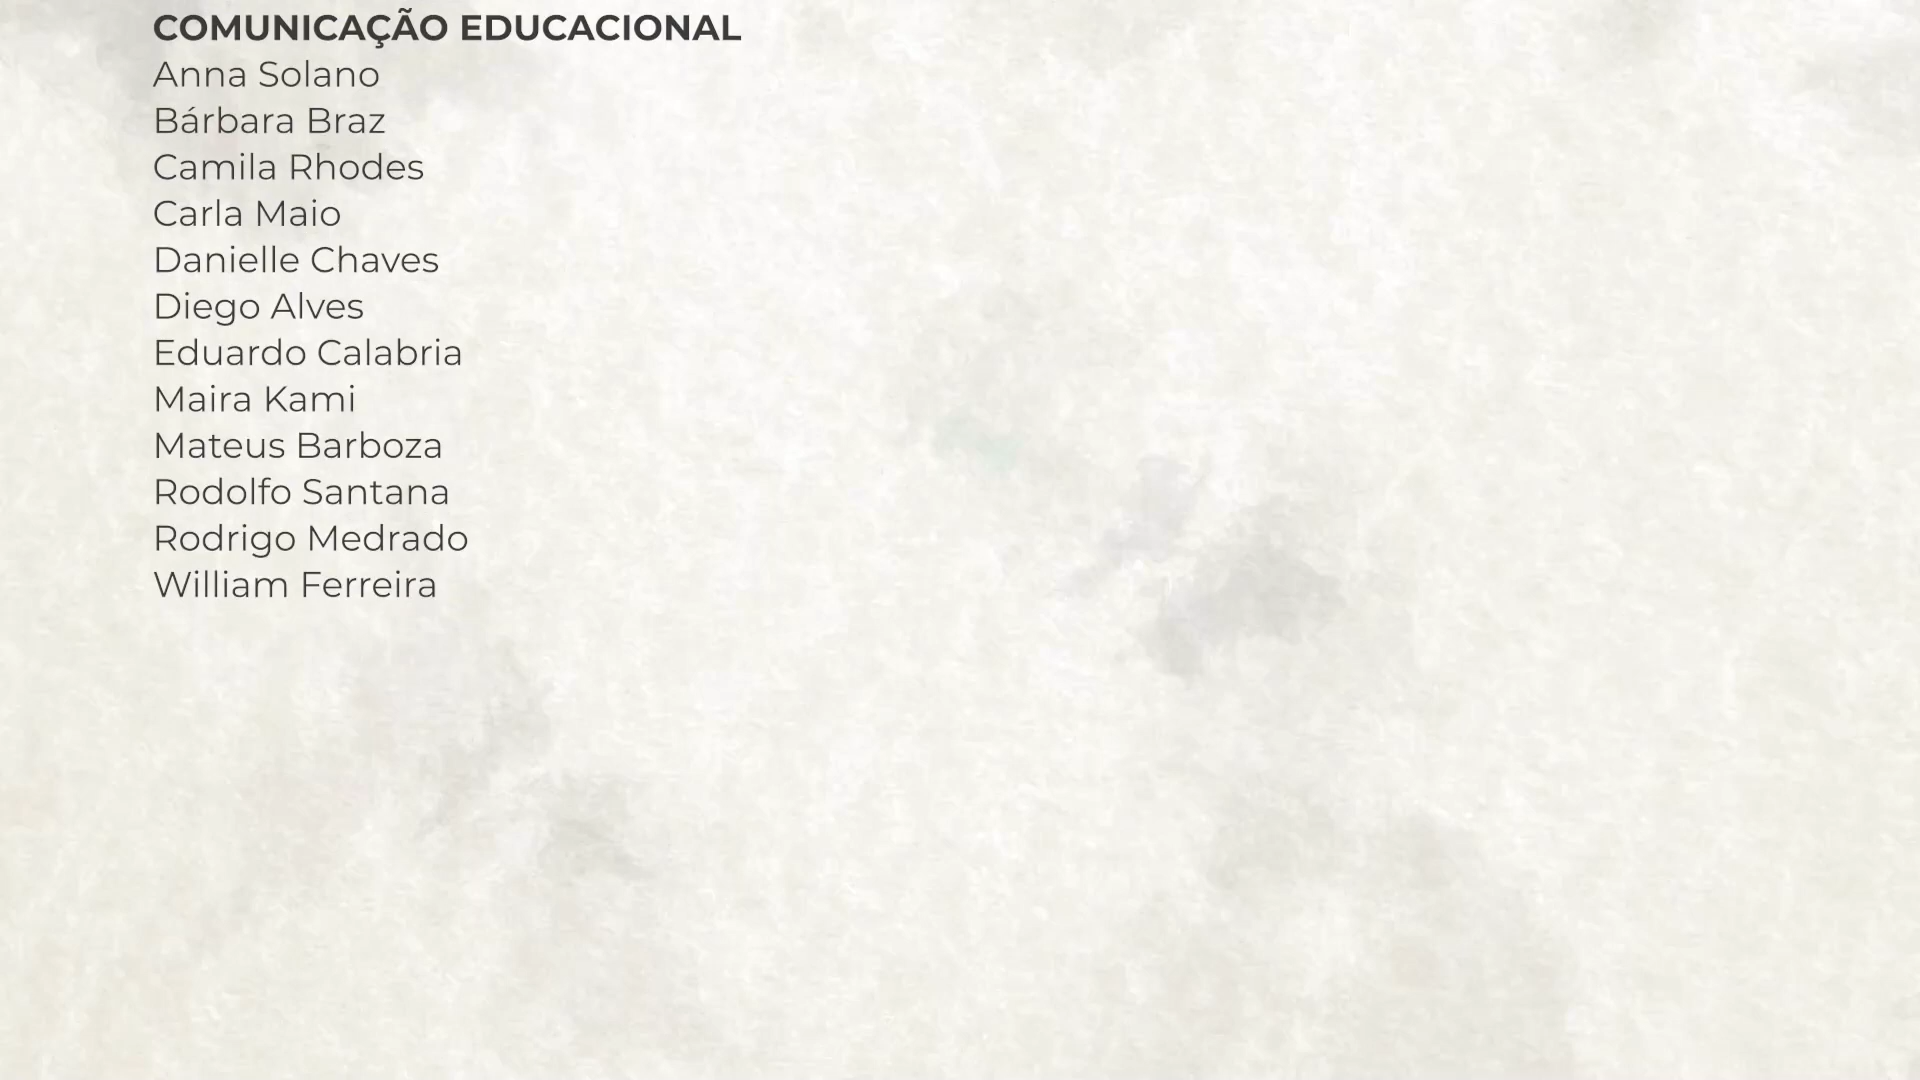 COMUNICAÇÃO EDUCACIONAL
Anna Solano
Bárbara Braz
Camila Rhodes
Carla Maio
Danielle Chaves
Diego Alves
Eduardo Calabria
Maira Kami
Mateus Barboza
Rodolfo Santana
Rodrigo Medrado
William Ferreira